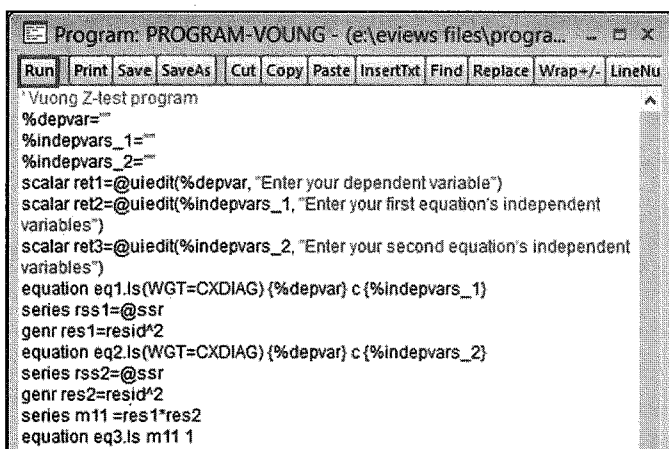 Program: PROGRAM-VOUNG - (e:\eviews files\progra...
Run Print Save SaveAs Cut Copy Paste InsertTxt Find Replace Wrap+/- LineNu
' Vuong Z-test program
%depvar=""
%indepvars_1=""
%indepvars_2=""
scalar ret1=@uiedit(%depvar, "Enter your dependent variable")
scalar ret2=@uiedit(%indepvars_1, "Enter your first equation's independent
variables")
scalar ret3=@uiedit(%indepvars_2, "Enter your second equation's independent
variables")
equation eq1.ls(WGT=CXDIAG) {%depvar} c {%indepvars_1}
series rss1=@ssr
genr res1=resid^2
equation eq2.ls(WGT=CXDIAG) {%depvar} c {%indepvars_2}
series rss2=@ssr
genr res2=resid^2
series m11 =res1*res2
equation eq3.ls m11 1